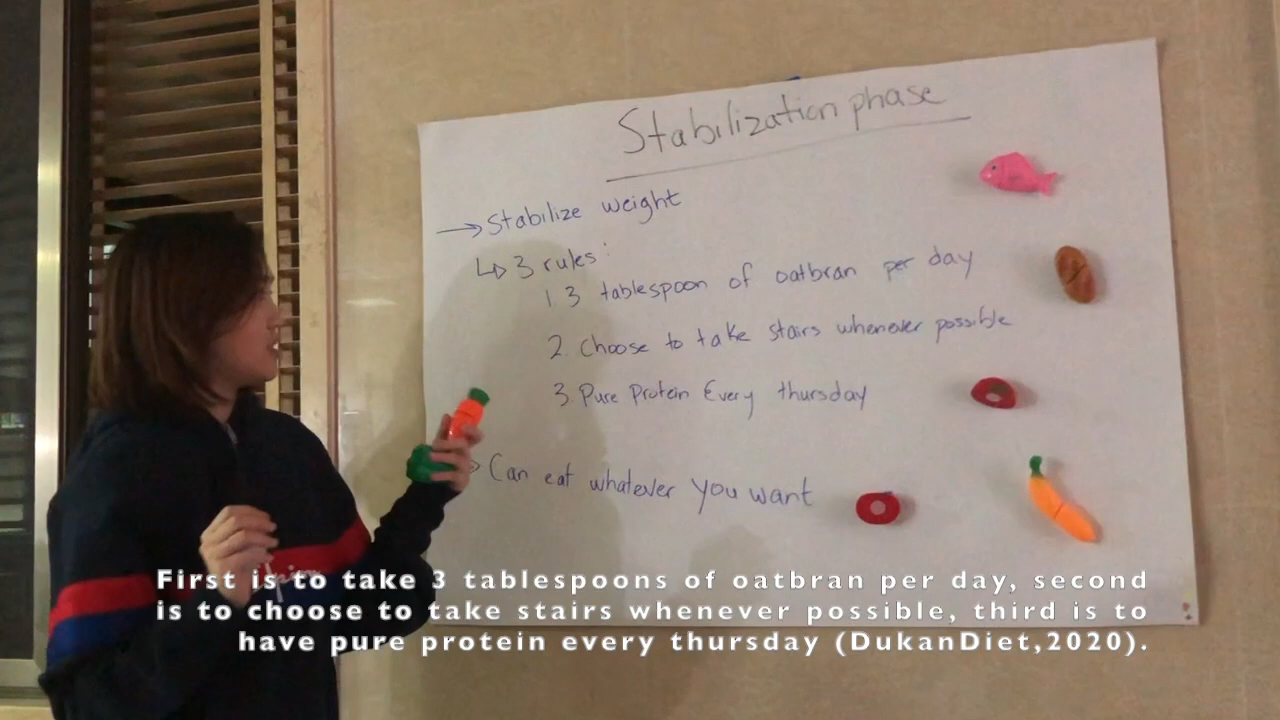 Stabilization phase
→ Stabilize weight
↳ 3 rules:
1. 3 tablespoon of oatbran per day
2. Choose to take stairs whenever possible
3. Pure Protein Every thursday
Can eat whatever you want
First is to take 3 tablespoons of oatbran per day, second
is to choose to take stairs whenever possible, third is to
have pure protein every thursday (DukanDiet,2020).